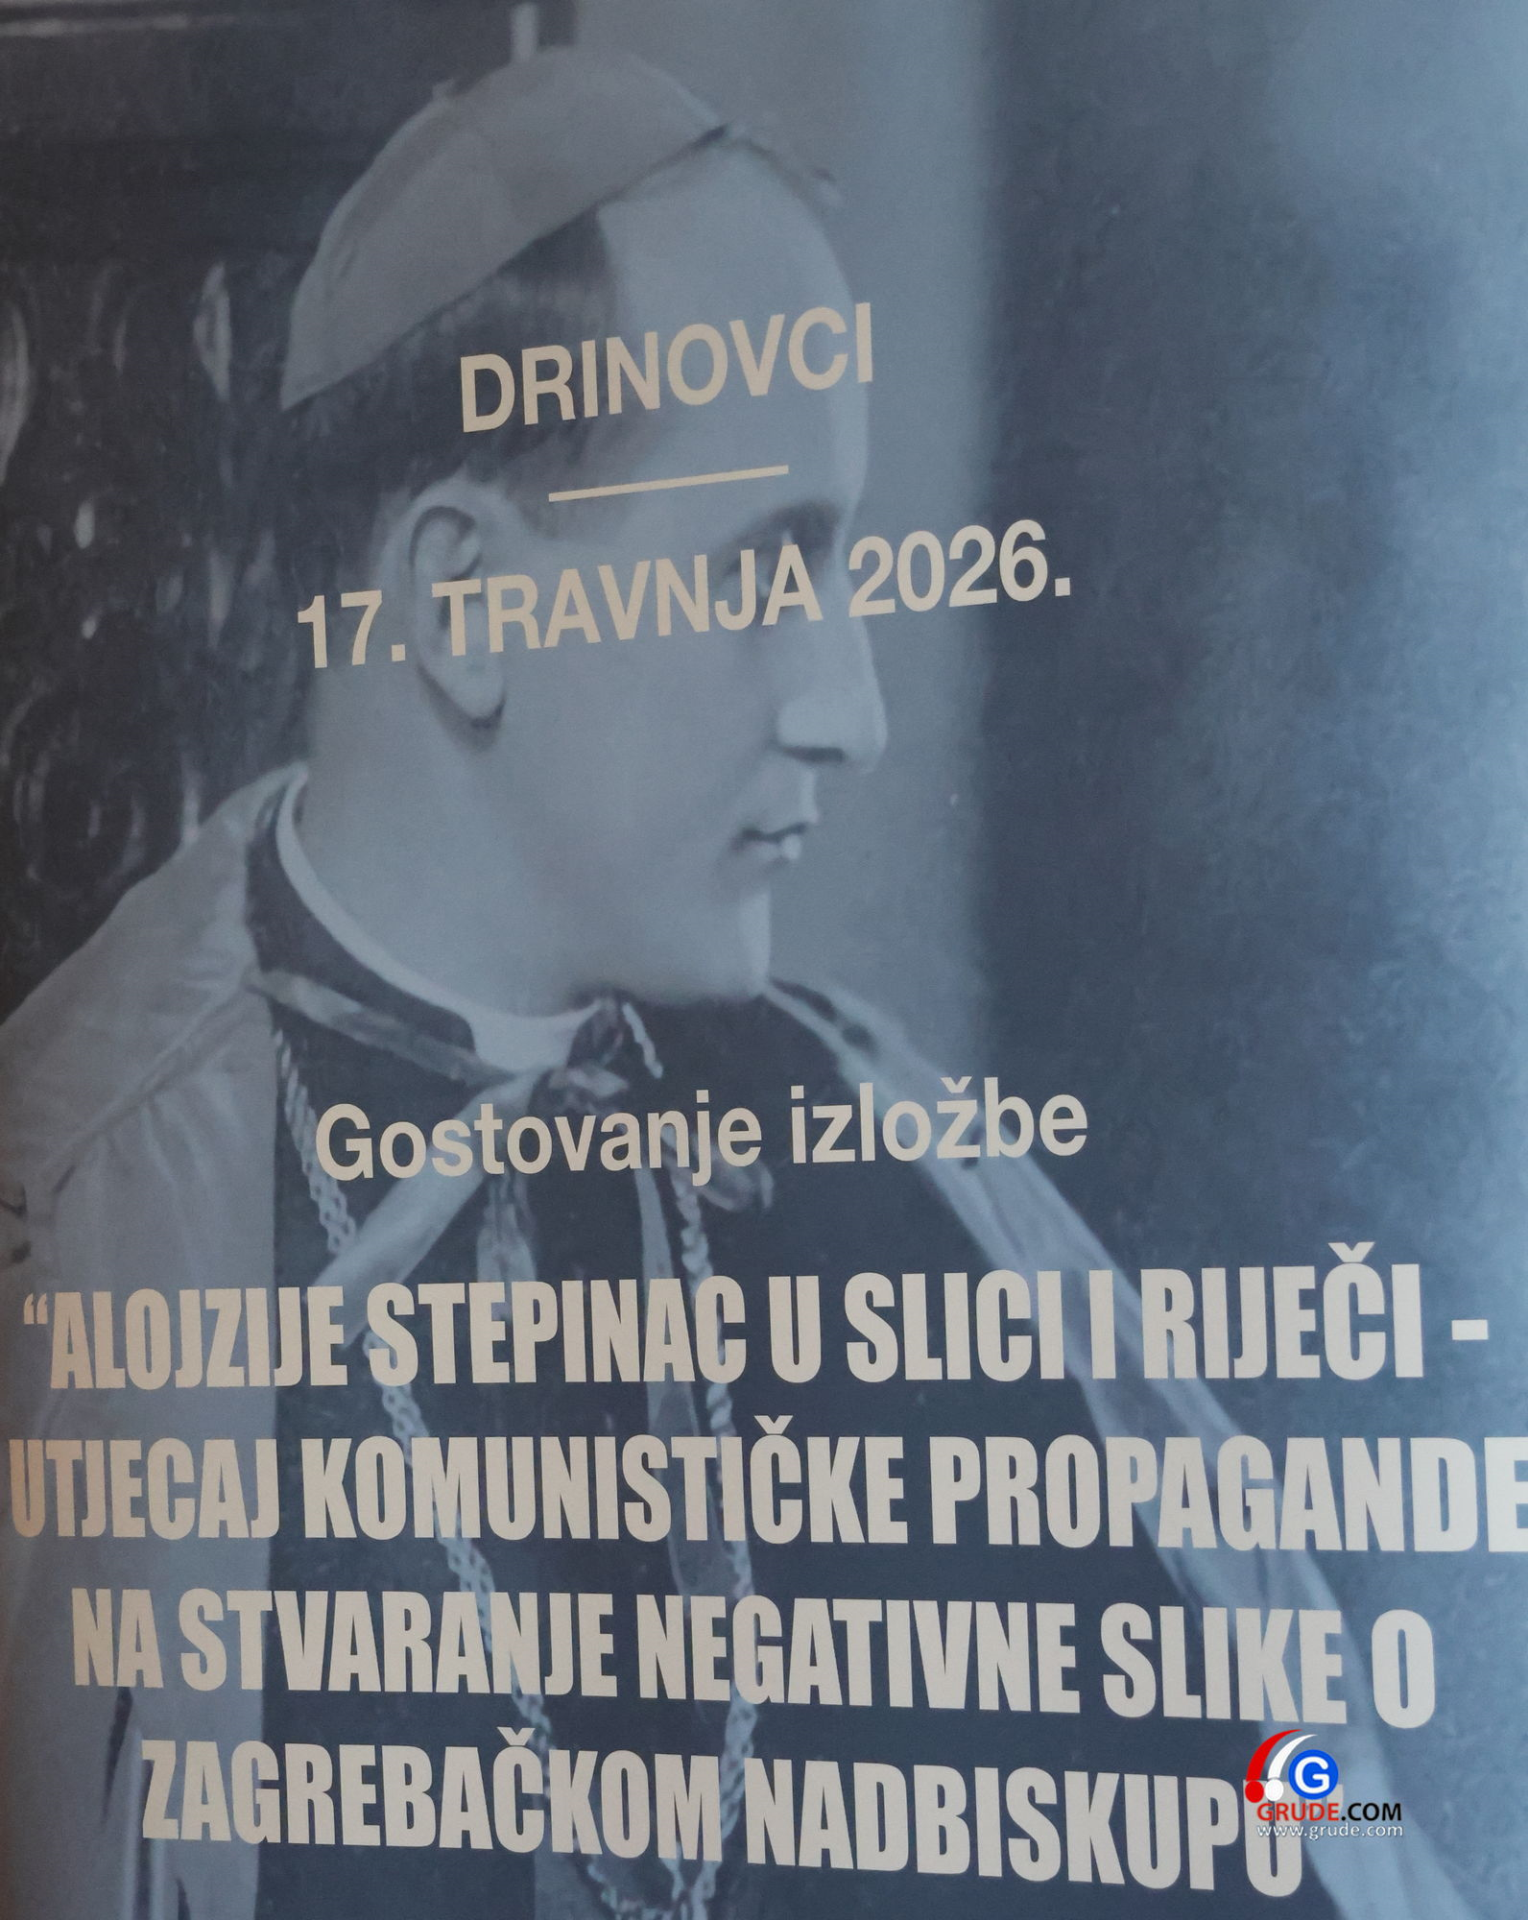 DRINOVCI
17. TRAVNJA 2026.
Gostovanje izložbe
“ALOJZIJE STEPINAC U SLICI I RIJEČI -
UTJECAJ KOMUNISTIČKE PROPAGANDE
NA STVARANJE NEGATIVNE SLIKE O
ZAGREBAČKOM NADBISKUPU
G
GRUDE.COM
www.grude.com